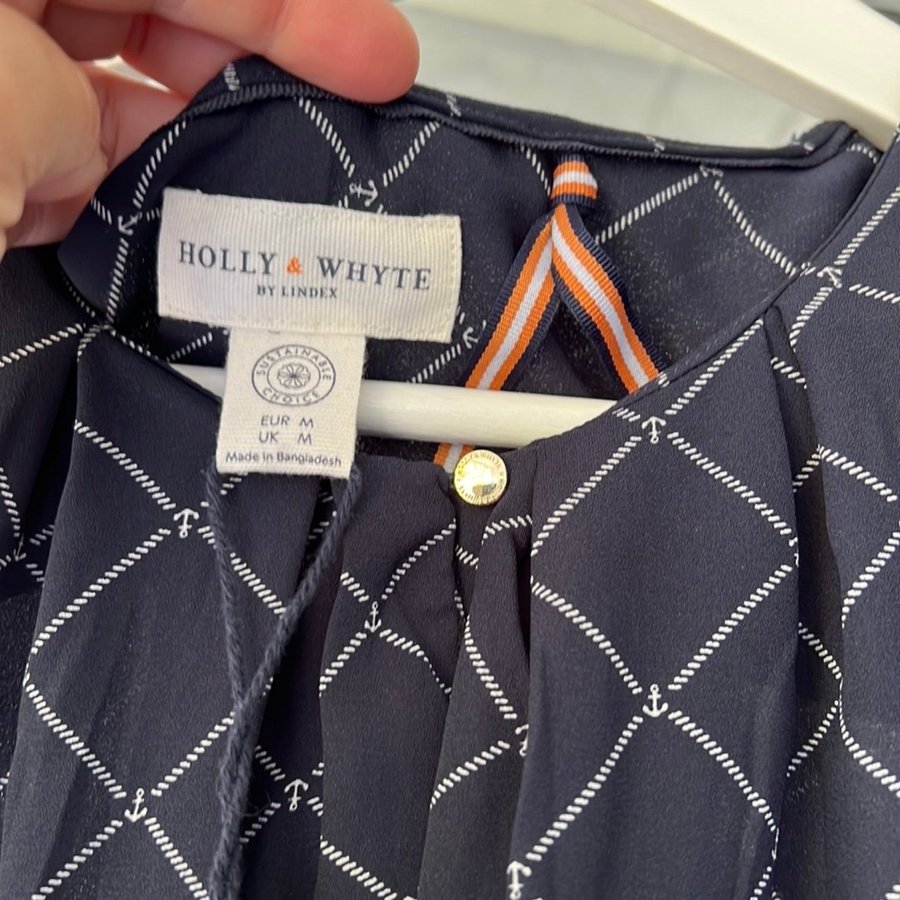 HOLLY & WHYTE
BY LINDEX
SUSTAINABLE
CHOICE
EUR M
UK M
Made in Bangladesh